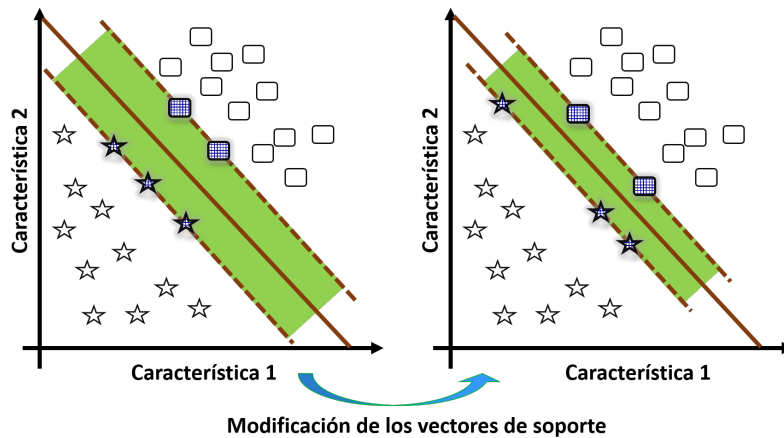 Característica 2
Característica 1
Característica 2
Característica 1
Modificación de los vectores de soporte